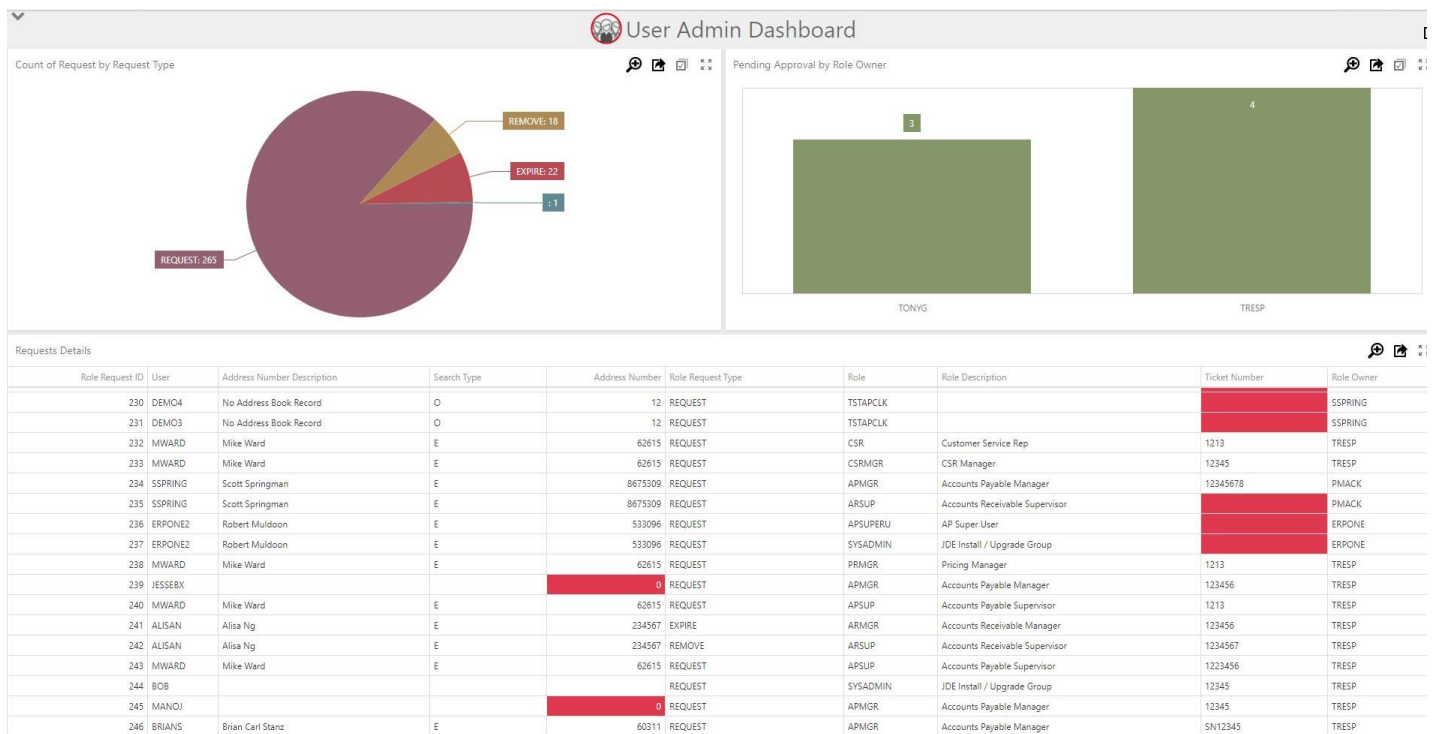 User Admin Dashboard
Count of Request by Request Type
REMOVE: 18
EXPIRE: 22
: 1
REQUEST: 265
Pending Approval by Role Owner
3
4
TONYG TRESP
Requests Details
Role Request ID User Address Number Description Search Type Address Number Role Request Type Role Role Description Ticket Number Role Owner
230 DEMO4 No Address Book Record O 12 REQUEST TSTAPCLK SSPRING
231 DEMO3 No Address Book Record O 12 REQUEST TSTAPCLK SSPRING
232 MWARD Mike Ward E 62615 REQUEST CSR Customer Service Rep 1213 TRESP
233 MWARD Mike Ward E 62615 REQUEST CSRMGR CSR Manager 12345 TRESP
234 SSPRING Scott Springman E 8675309 REQUEST APMGR Accounts Payable Manager 12345678 PMACK
235 SSPRING Scott Springman E 8675309 REQUEST ARSUP Accounts Receivable Supervisor PMACK
236 ERPONE2 Robert Muldoon E 533096 REQUEST APSUPERU AP Super User ERPONE
237 ERPONE2 Robert Muldoon E 533096 REQUEST SYSADMIN JDE Install / Upgrade Group ERPONE
238 MWARD Mike Ward E 62615 REQUEST PRMGR Pricing Manager 1213 TRESP
239 JESSEBX 0 REQUEST APMGR Accounts Payable Manager 123456 TRESP
240 MWARD Mike Ward E 62615 REQUEST APSUP Accounts Payable Supervisor 1213 TRESP
241 ALISAN Alisa Ng E 234567 EXPIRE ARMGR Accounts Receivable Manager 123456 TRESP
242 ALISAN Alisa Ng E 234567 REMOVE ARSUP Accounts Receivable Supervisor 1234567 TRESP
243 MWARD Mike Ward E 62615 REQUEST APSUP Accounts Payable Supervisor 1223456 TRESP
244 BOB REQUEST SYSADMIN JDE Install / Upgrade Group 12345 TRESP
245 MANOJ 0 REQUEST APMGR Accounts Payable Manager 12345 TRESP
246 BRIANS Brian Carl Stanz E 60311 REQUEST APMGR Accounts Payable Manager SN12345 TRESP